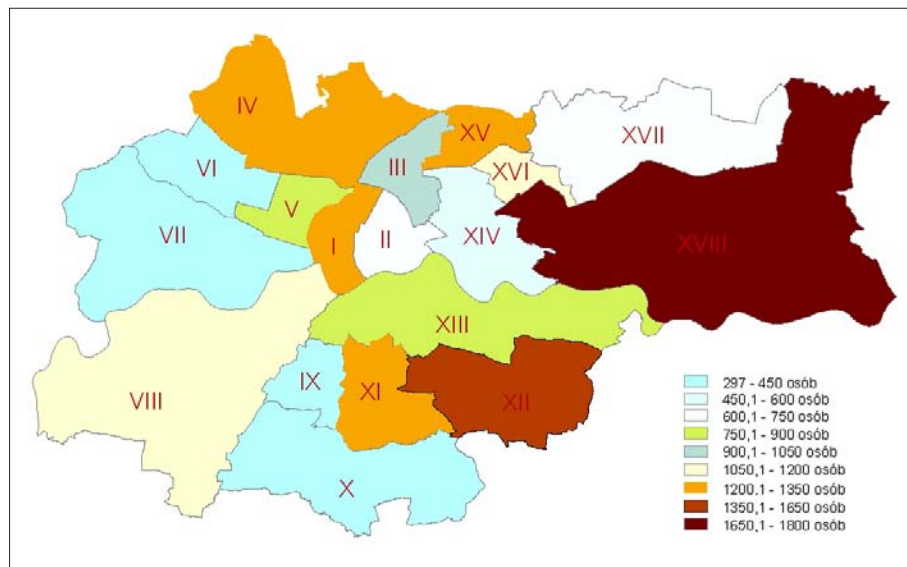 IV
XV
XVII
III
XVI
VI
V
VII
I
II
XIV
XVIII
XIII
IX
XI
VIII
XII
X
297 - 450 osób
450,1 - 600 osób
600,1 - 750 osób
750,1 - 900 osób
900,1 - 1050 osób
1050,1 - 1200 osób
1200,1 - 1350 osób
1350,1 - 1650 osób
1650,1 - 1800 osób